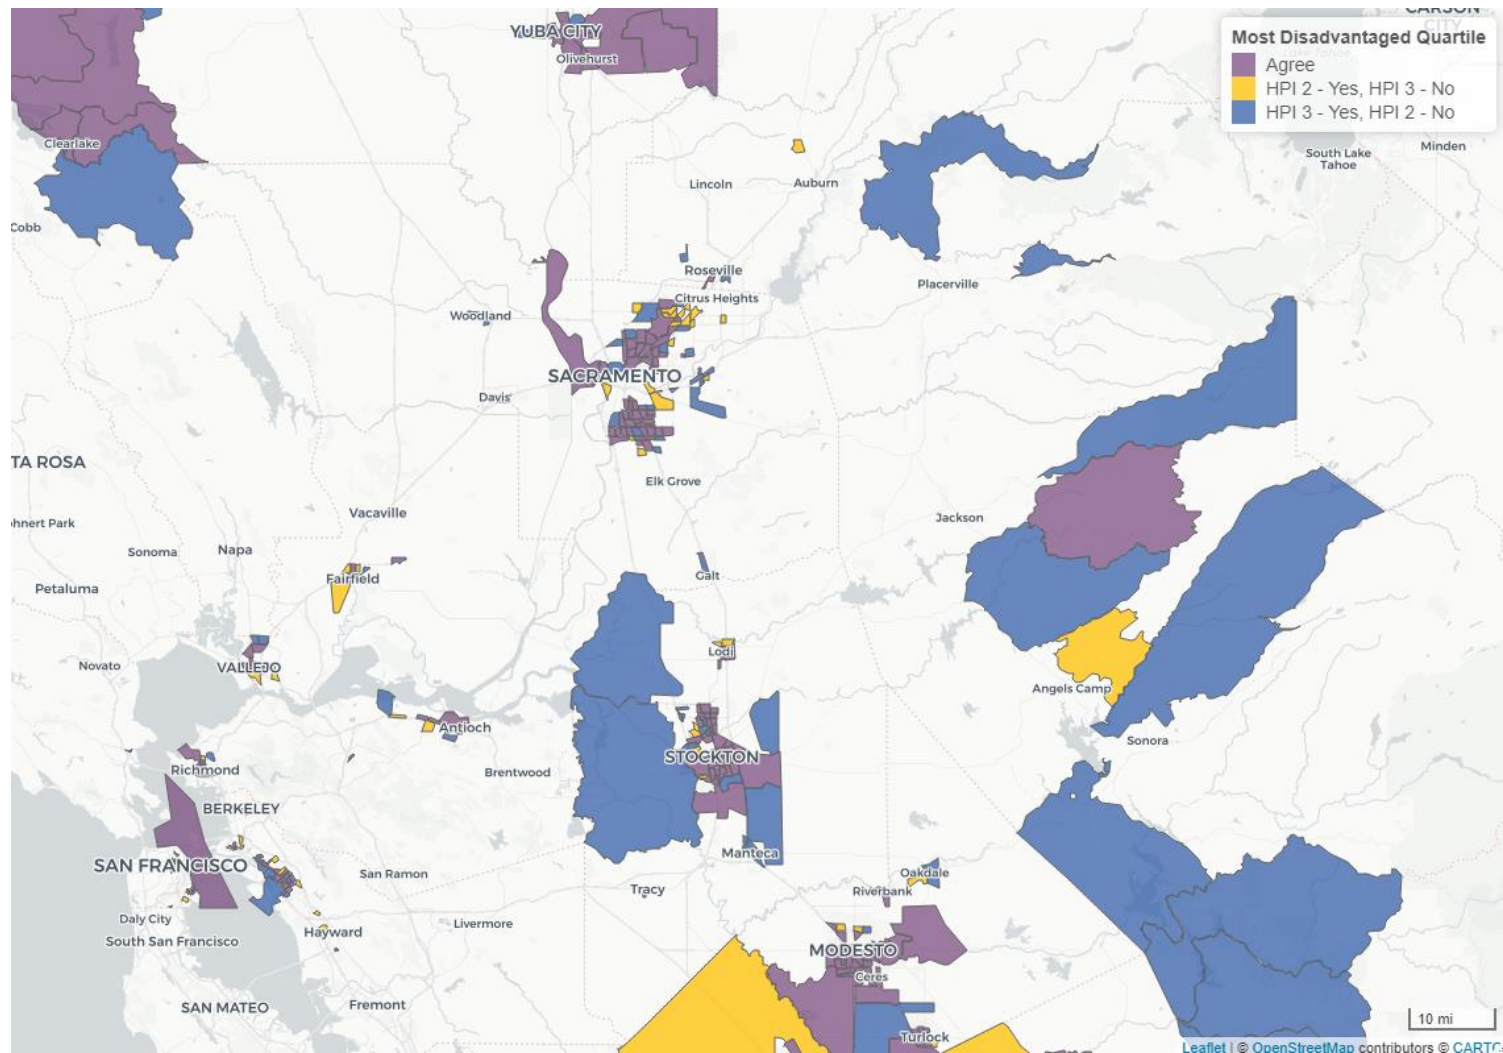 CARSON
CITY
YUBA CITY
Olivehurst
Most Disadvantaged Quartile
Agree
HPI 2 - Yes, HPI 3 - No
HPI 3 - Yes, HPI 2 - No
Lake Tahoe
Clearlake
South Lake
Tahoe
Minden
Lincoln
Auburn
Cobb
Roseville
Placerville
Citrus Heights
Woodland
SACRAMENTO
Davis
TA ROSA
Elk Grove
Vacaville
Jackson
hnert Park
Sonoma
Napa
Fairfield
Galt
Petaluma
Lodi
Novato
VALLEJO
Angels Camp
Antioch
Sonora
STOCKTON
Richmond
Brentwood
BERKELEY
Manteca
SAN FRANCISCO
San Ramon
Oakdale
Tracy
Riverbank
Daly City
Livermore
Hayward
South San Francisco
MODESTO
Ceres
SAN MATEO
Fremont
10 mi
Turlock
Leaflet | © OpenStreetMap contributors © CARTO